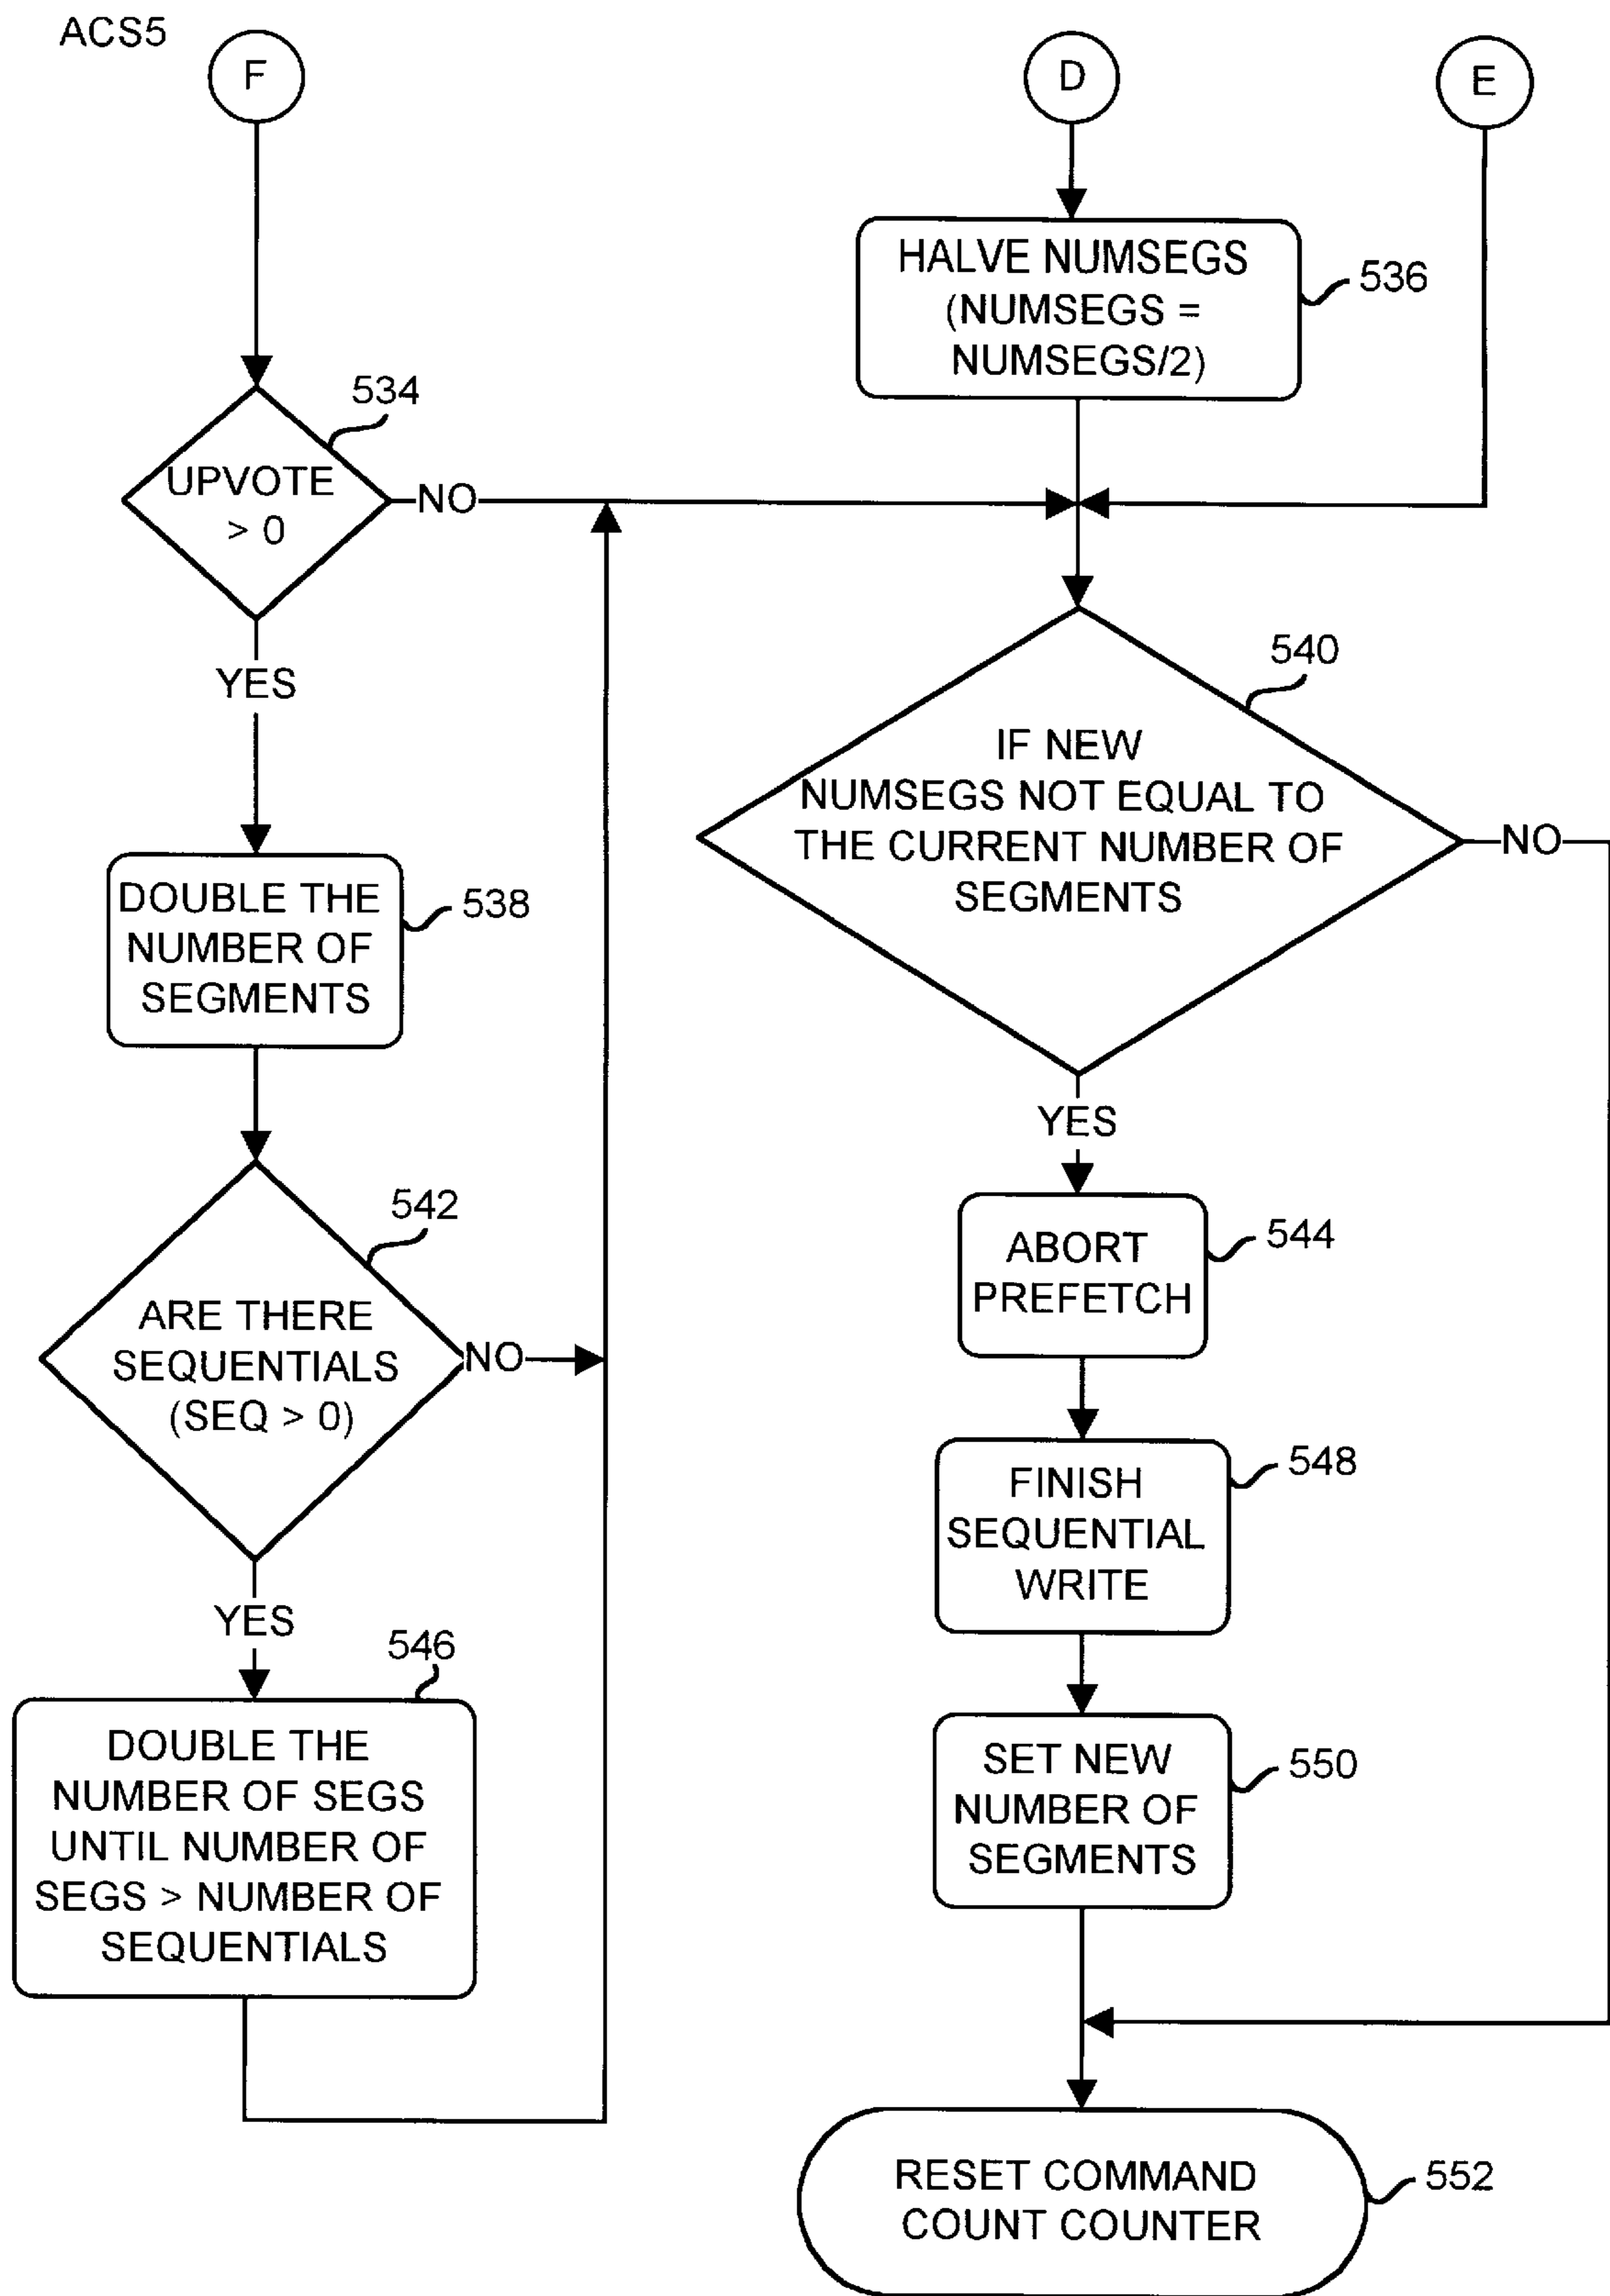 ACS5
F
D
E
HALVE NUMSEGS
(NUMSEGS =
NUMSEGS/2)
536
534
UPVOTE
> 0
NO
YES
540
IF NEW
NUMSEGS NOT EQUAL TO
THE CURRENT NUMBER OF
SEGMENTS
NO
DOUBLE THE
NUMBER OF
SEGMENTS
538
YES
542
ARE THERE
SEQUENTIALS
(SEQ > 0)
NO
ABORT
PREFETCH
544
YES
FINISH
SEQUENTIAL
WRITE
548
546
DOUBLE THE
NUMBER OF SEGS
UNTIL NUMBER OF
SEGS > NUMBER OF
SEQUENTIALS
SET NEW
NUMBER OF
SEGMENTS
550
RESET COMMAND
COUNT COUNTER
552